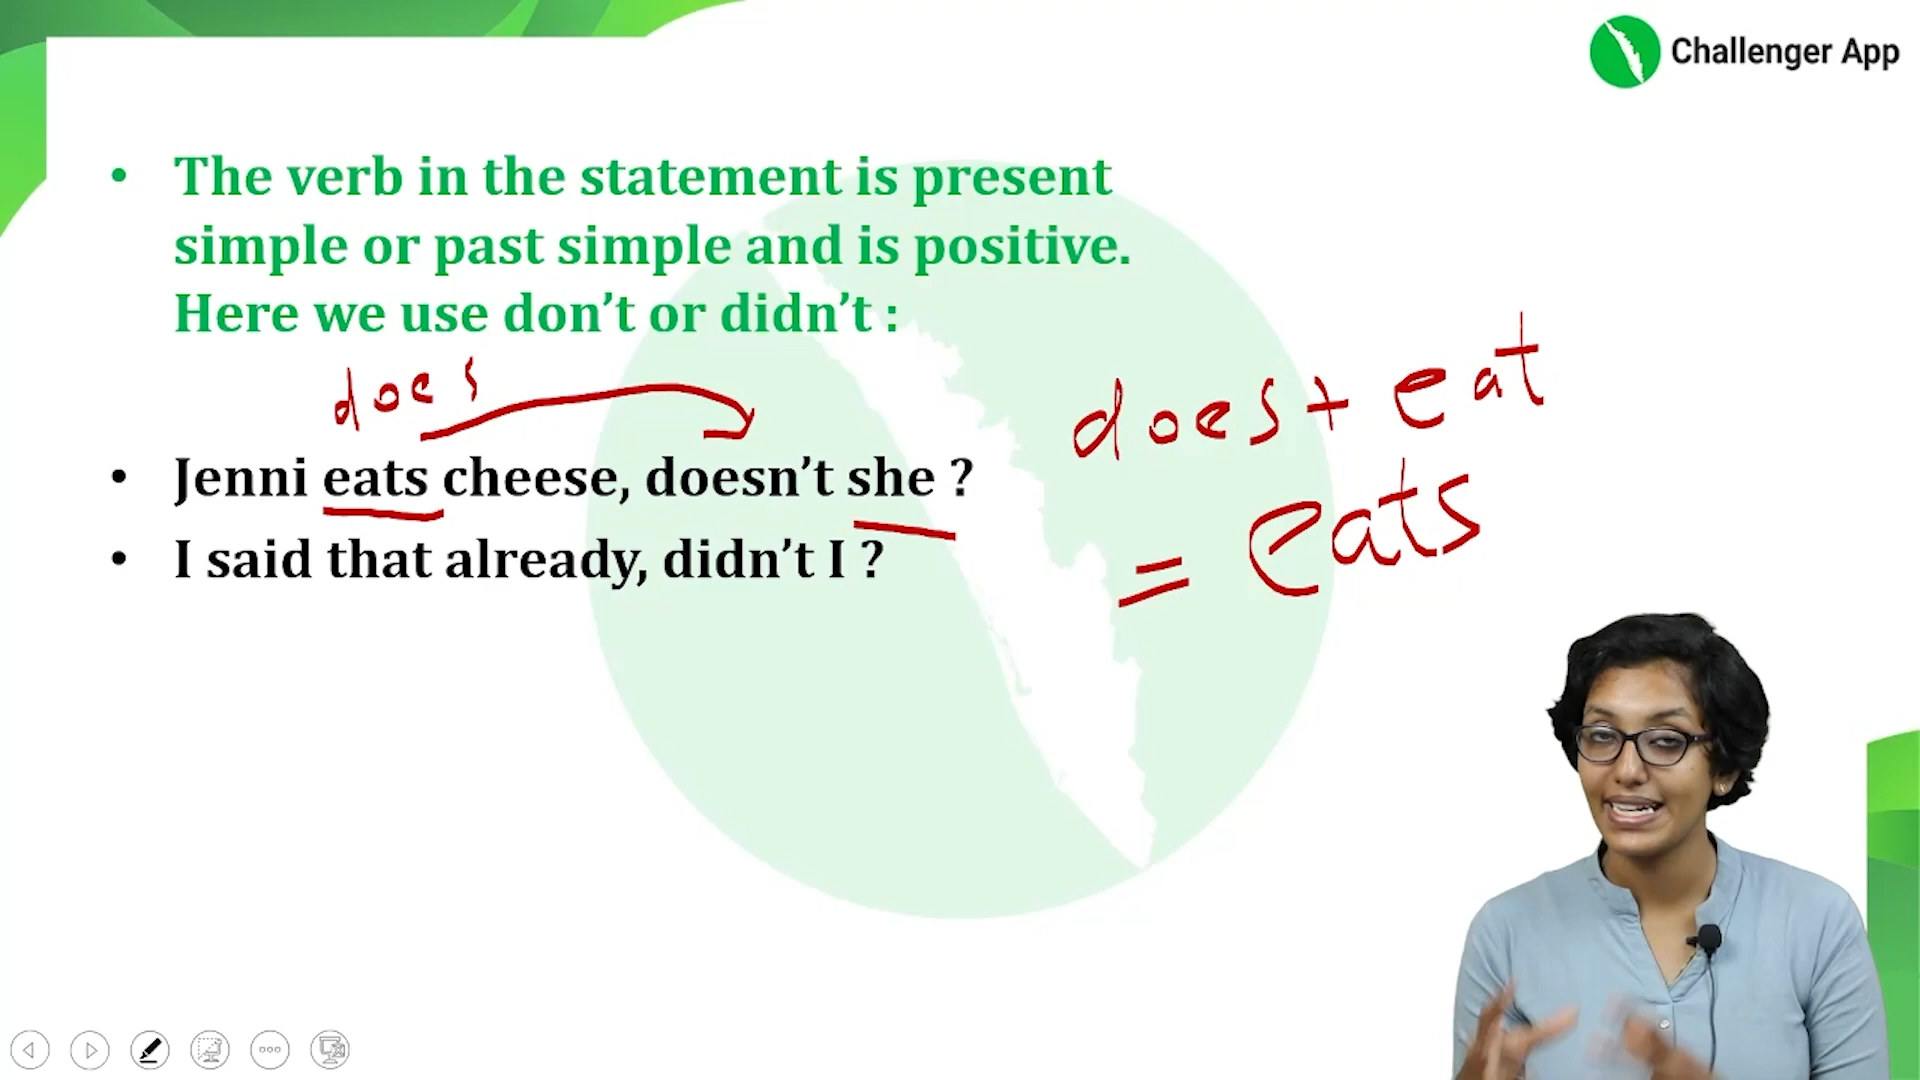 Challenger App
• The verb in the statement is present
simple or past simple and is positive.
Here we use don’t or didn’t :
does
• Jenni eats cheese, doesn’t she ?
• I said that already, didn’t I ?
does + eat
= eats